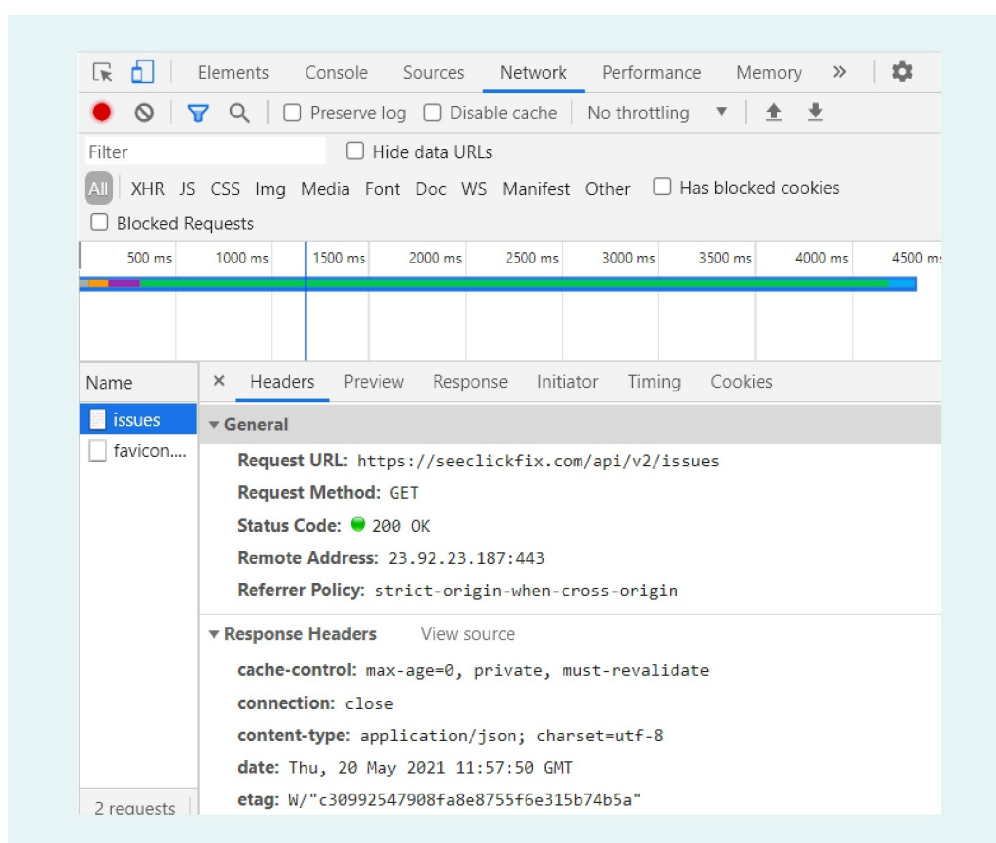 Elements Console Sources Network Performance Memory »
Preserve log Disable cache No throttling ▼
Filter Hide data URLs
All XHR JS CSS Img Media Font Doc WS Manifest Other Has blocked cookies
Blocked Requests
500 ms 1000 ms 1500 ms 2000 ms 2500 ms 3000 ms 3500 ms 4000 ms 4500 ms
Name × Headers Preview Response Initiator Timing Cookies
issues
favicon....
▼ General
Request URL: https://seeclickfix.com/api/v2/issues
Request Method: GET
Status Code: 200 OK
Remote Address: 23.92.23.187:443
Referrer Policy: strict-origin-when-cross-origin
▼ Response Headers View source
cache-control: max-age=0, private, must-revalidate
connection: close
content-type: application/json; charset=utf-8
date: Thu, 20 May 2021 11:57:50 GMT
etag: W/"c30992547908fa8e8755f6e315b74b5a"
2 requests